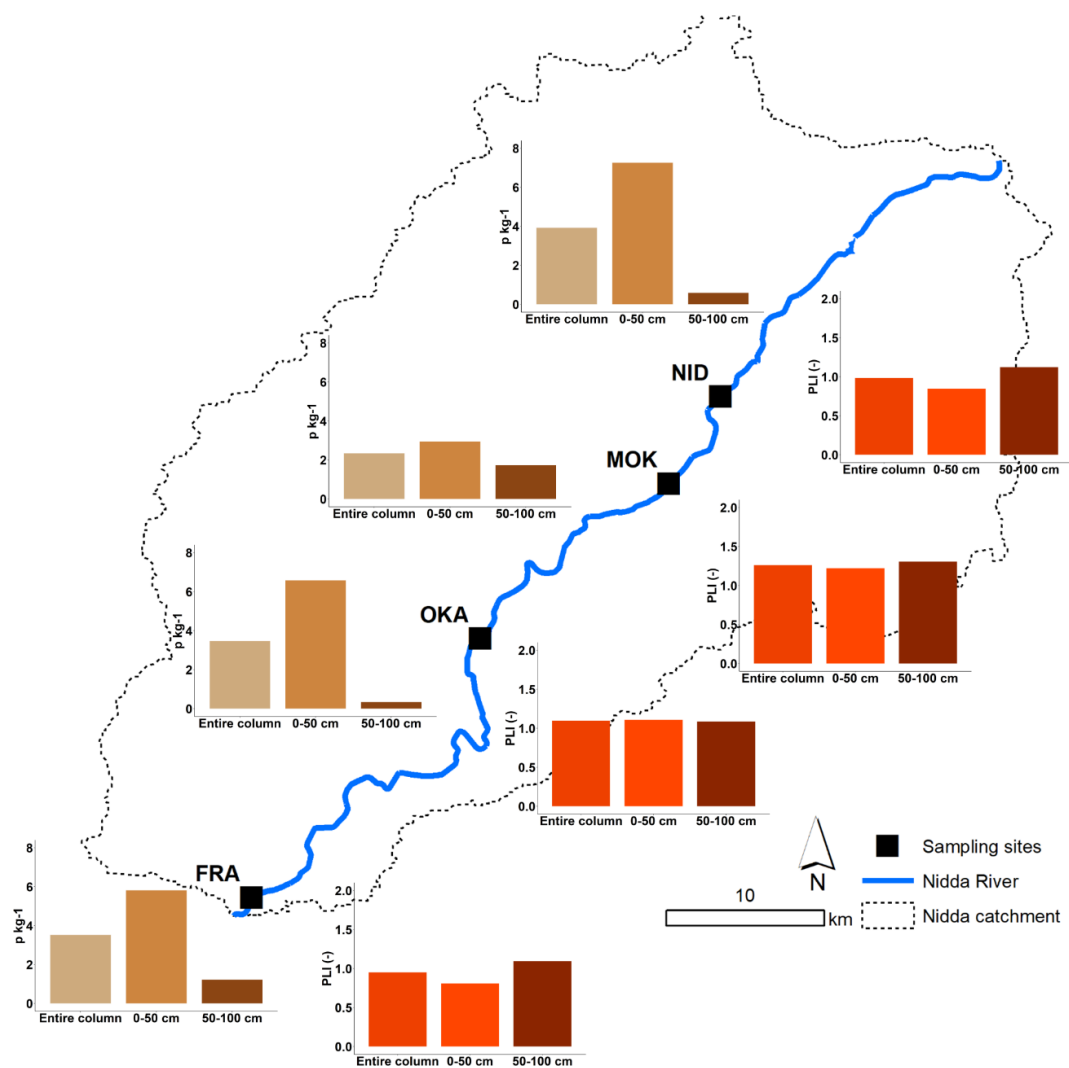 8
6
4
2
0
p kg-1
Entire column 0-50 cm 50-100 cm
2.0
1.5
1.0
0.5
0.0
PLI (-)
Entire column 0-50 cm 50-100 cm
NID
8
6
4
2
0
p kg-1
Entire column 0-50 cm 50-100 cm
MOK
2.0
1.5
1.0
0.5
0.0
PLI (-)
Entire column 0-50 cm 50-100 cm
8
6
4
2
0
p kg-1
Entire column 0-50 cm 50-100 cm
OKA
2.0
1.5
1.0
0.5
0.0
PLI (-)
Entire column 0-50 cm 50-100 cm
8
6
4
2
0
p kg-1
Entire column 0-50 cm 50-100 cm
FRA
2.0
1.5
1.0
0.5
0.0
PLI (-)
Entire column 0-50 cm 50-100 cm
N
10
km
Sampling sites
Nidda River
Nidda catchment